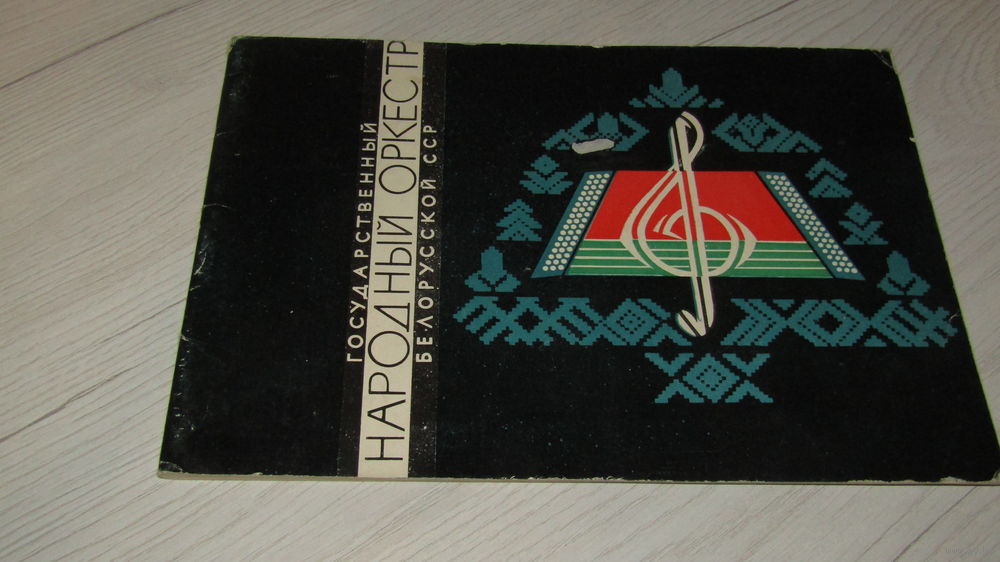 ГОСУДАРСТВЕННЫЙ
НАРОДНЫЙ ОРКЕСТР
БЕЛОРУССКОЙ ССР